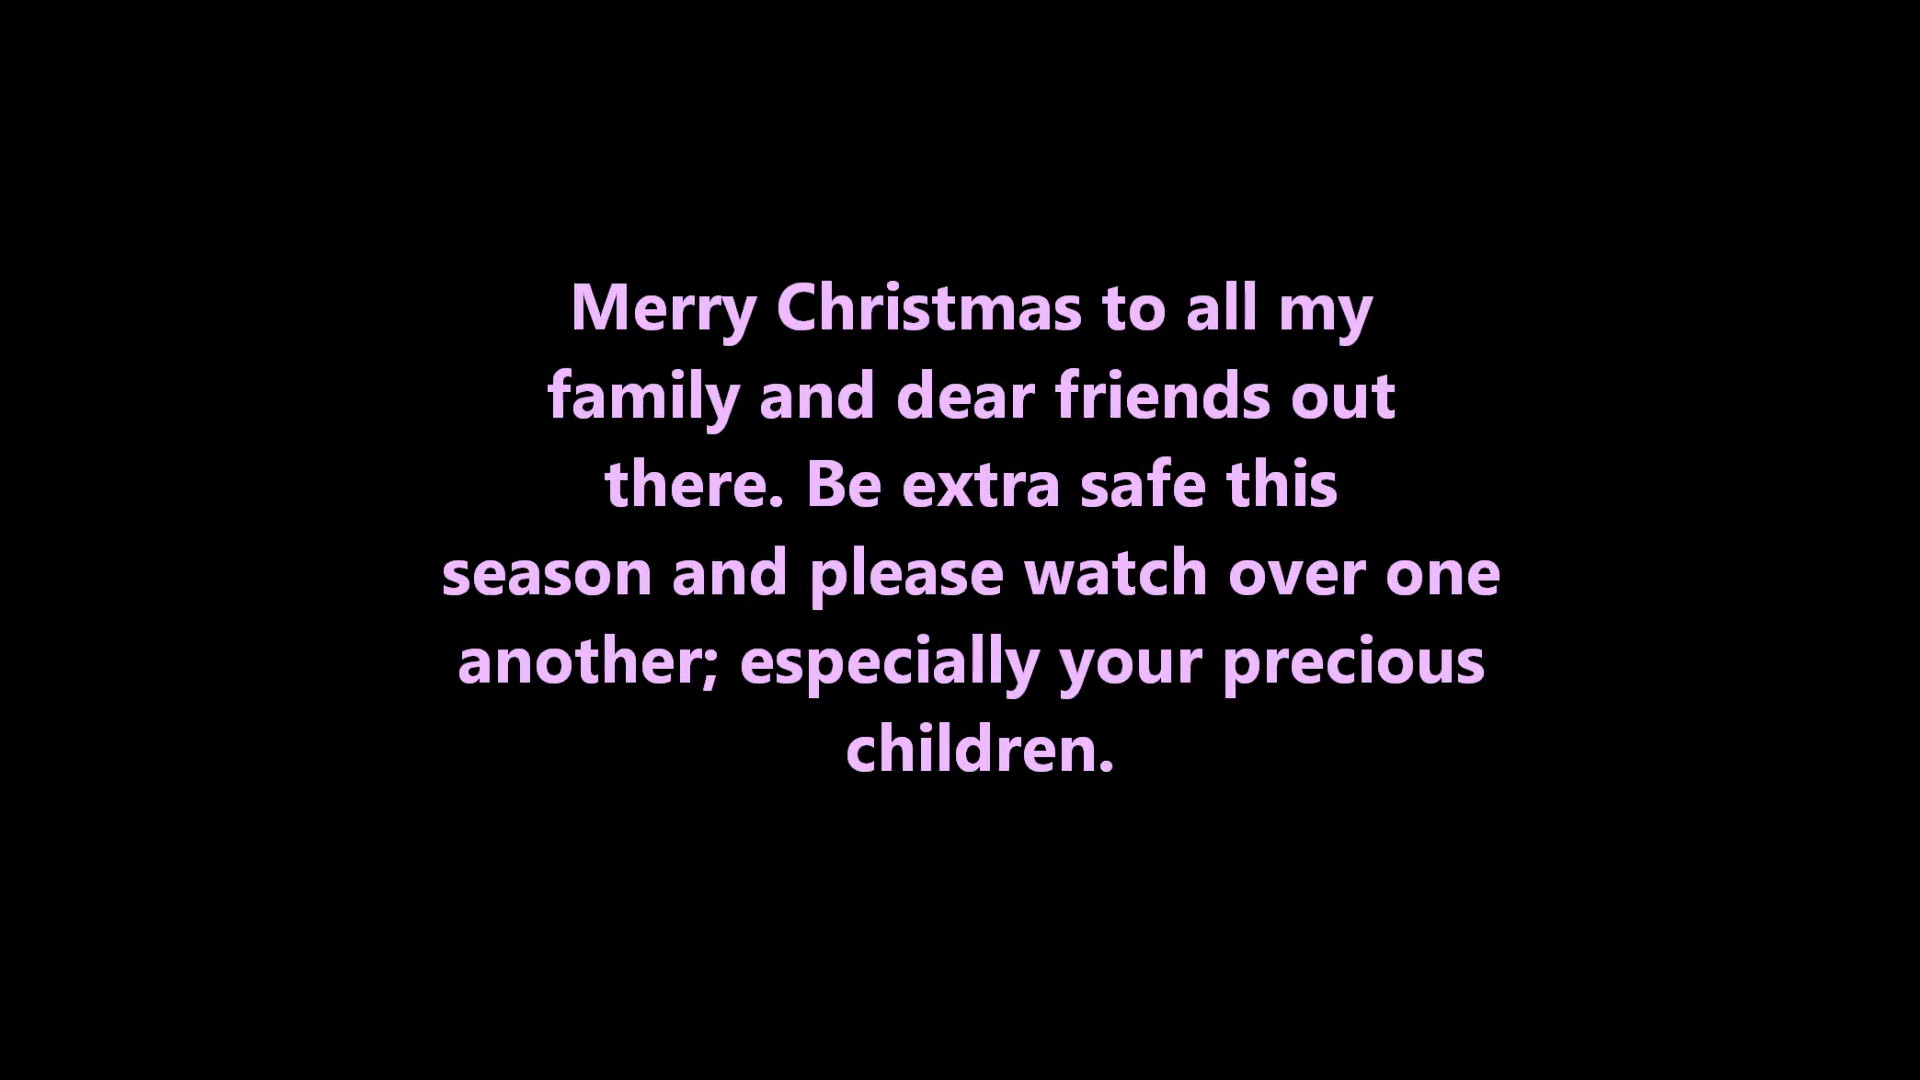 Merry Christmas to all my
family and dear friends out
there. Be extra safe this
season and please watch over one
another; especially your precious
children.